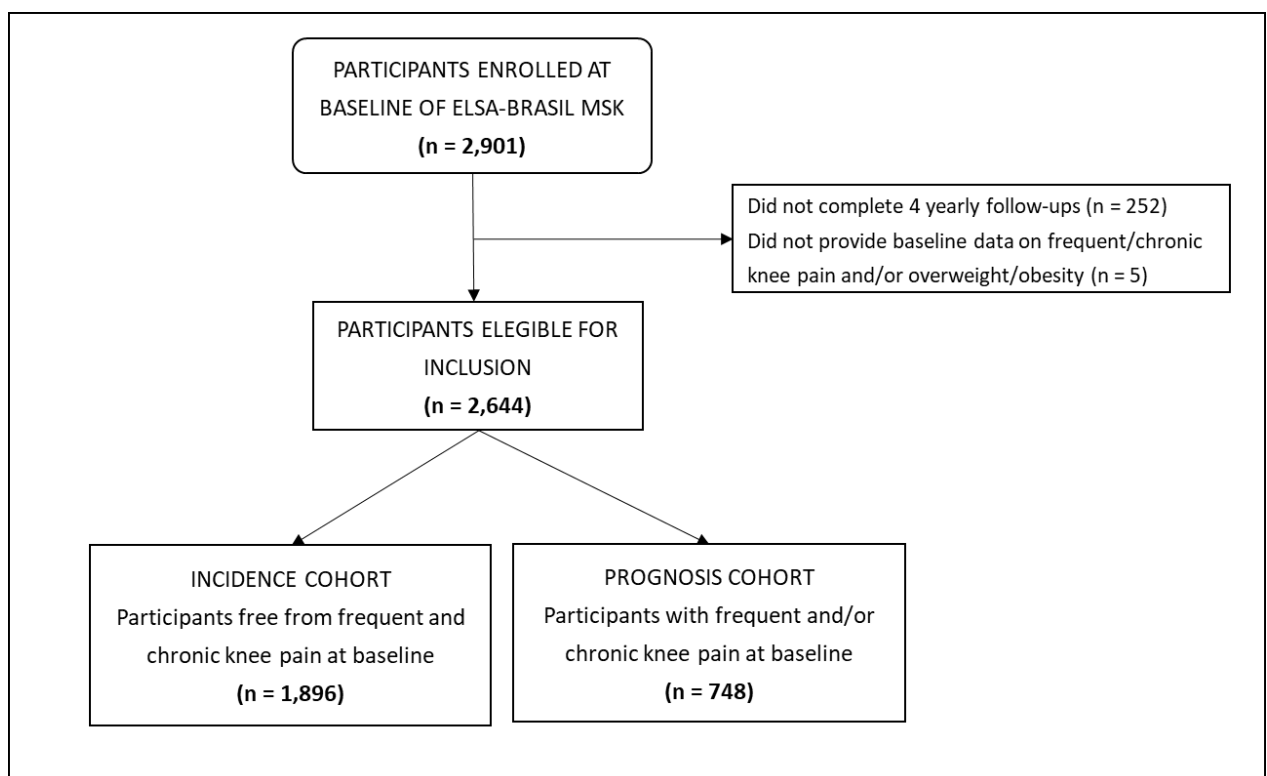 PARTICIPANTS ENROLLED AT
BASELINE OF ELSA-BRASIL MSK
(n = 2,901)
Did not complete 4 yearly follow-ups (n = 252)
Did not provide baseline data on frequent/chronic
knee pain and/or overweight/obesity (n = 5)
PARTICIPANTS ELEGIBLE FOR
INCLUSION
(n = 2,644)
INCIDENCE COHORT
Participants free from frequent and
chronic knee pain at baseline
(n = 1,896)
PROGNOSIS COHORT
Participants with frequent and/or
chronic knee pain at baseline
(n = 748)